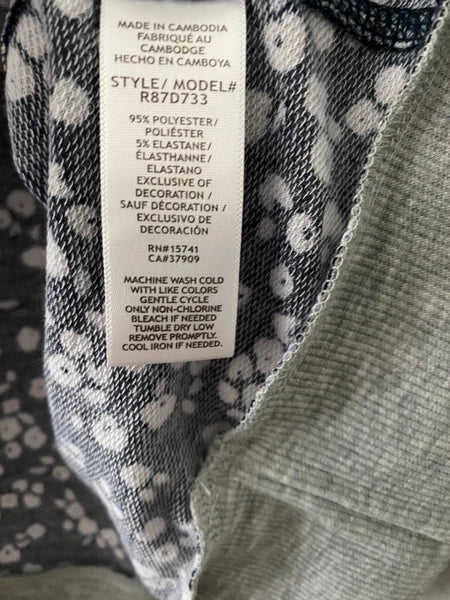 MADE IN CAMBODIA
FABRIQUÉ AU
CAMBODGE
HECHO EN CAMBOYA
STYLE/ MODEL#
R87D733
95% POLYESTER/
POLIÉSTER
5% ELASTANE/
ÉLASTHANNE/
ELASTANO
EXCLUSIVE OF
DECORATION /
SAUF DÉCORATION /
EXCLUSIVO DE
DECORACIÓN
RN#15741
CA#37909
MACHINE WASH COLD
WITH LIKE COLORS
GENTLE CYCLE
ONLY NON-CHLORINE
BLEACH IF NEEDED
TUMBLE DRY LOW
REMOVE PROMPTLY.
COOL IRON IF NEEDED.